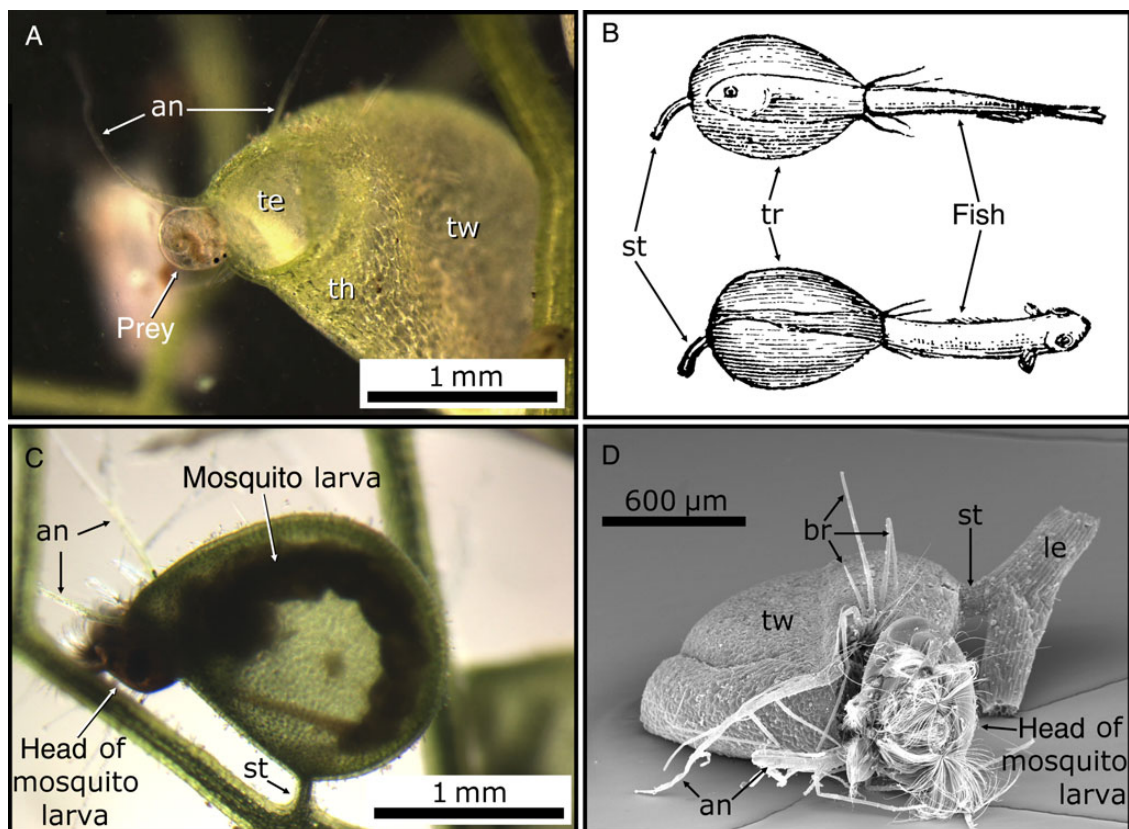 A
an
te
tw
th
Prey
1 mm
B
st
tr
Fish
C
Mosquito larva
an
Head of
mosquito
larva
st
1 mm
D
600 µm
br
st
le
tw
an
Head of
mosquito
larva